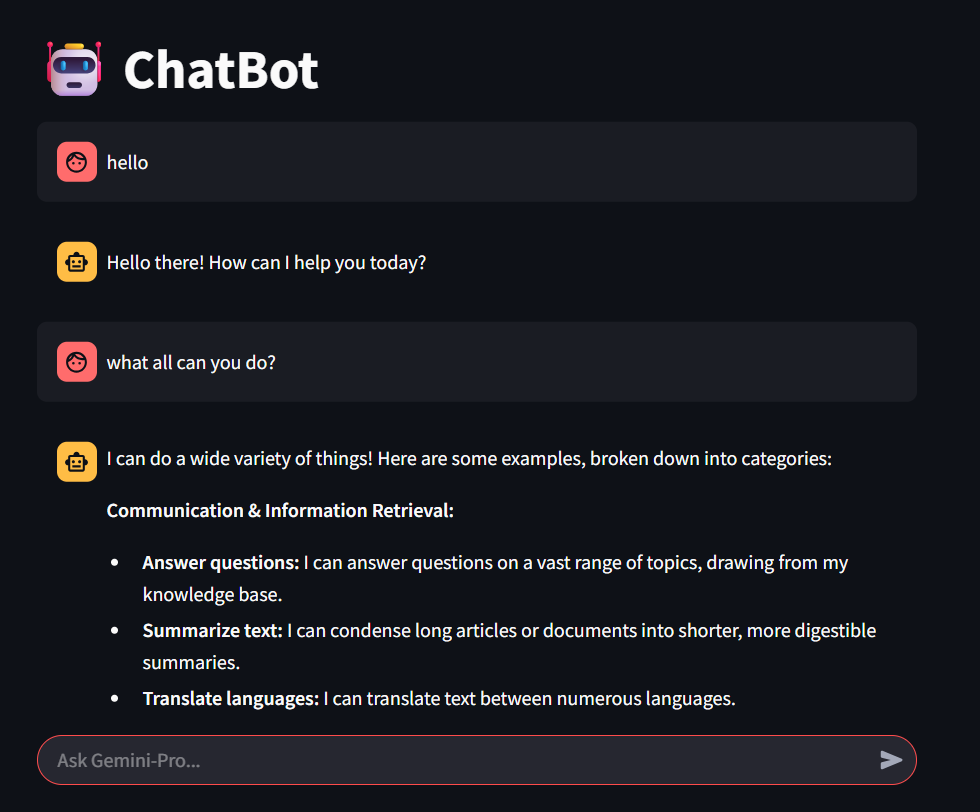 ChatBot
hello
Hello there! How can I help you today?
what all can you do?
I can do a wide variety of things! Here are some examples, broken down into categories:
Communication & Information Retrieval:
• Answer questions: I can answer questions on a vast range of topics, drawing from my
knowledge base.
• Summarize text: I can condense long articles or documents into shorter, more digestible
summaries.
• Translate languages: I can translate text between numerous languages.
Ask Gemini-Pro...